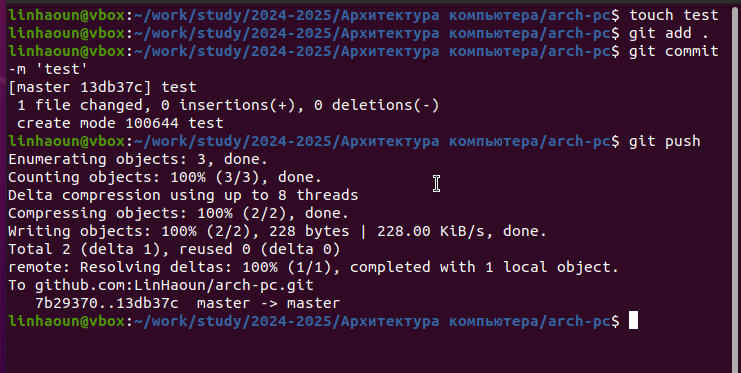 linhaoun@vbox:~/work/study/2024-2025/Архитектура компьютера/arch-pc$ touch test
linhaoun@vbox:~/work/study/2024-2025/Архитектура компьютера/arch-pc$ git add .
linhaoun@vbox:~/work/study/2024-2025/Архитектура компьютера/arch-pc$ git commit
-m 'test'
[master 13db37c] test
 1 file changed, 0 insertions(+), 0 deletions(-)
 create mode 100644 test
linhaoun@vbox:~/work/study/2024-2025/Архитектура компьютера/arch-pc$ git push
Enumerating objects: 3, done.
Counting objects: 100% (3/3), done.
Delta compression using up to 8 threads
Compressing objects: 100% (2/2), done.
Writing objects: 100% (2/2), 228 bytes | 228.00 KiB/s, done.
Total 2 (delta 1), reused 0 (delta 0)
remote: Resolving deltas: 100% (1/1), completed with 1 local object.
To github.com:LinHaoun/arch-pc.git
   7b29370..13db37c  master -> master
linhaoun@vbox:~/work/study/2024-2025/Архитектура компьютера/arch-pc$